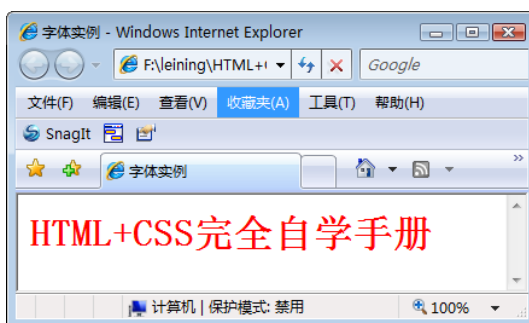 字体实例 - Windows Internet Explorer
F:\leining\HTML+ Google
文件(F) 编辑(E) 查看(V) 收藏夹(A) 工具(T) 帮助(H)
SnagIt
字体实例
HTML+CSS完全自学手册
计算机 | 保护模式: 禁用 100%